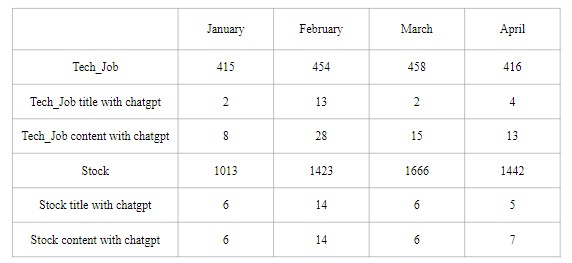 January February March April
Tech_Job 415 454 458 416
Tech_Job title with chatgpt 2 13 2 4
Tech_Job content with chatgpt 8 28 15 13
Stock 1013 1423 1666 1442
Stock title with chatgpt 6 14 6 5
Stock content with chatgpt 6 14 6 7